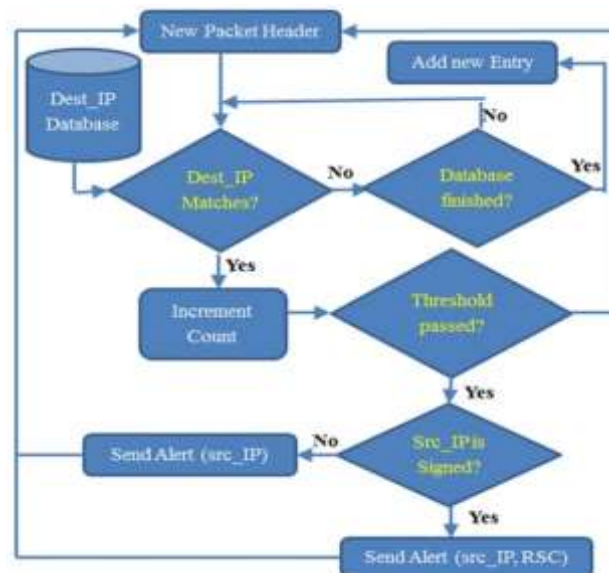 New Packet Header
Add new Entry
Dest_IP
Database
No
Dest_IP
Matches?
No
Database
finished?
Yes
Yes
Increment
Count
Threshold
passed?
Yes
Send Alert (src_IP)
No
Src_IP is
Signed?
Yes
Send Alert (src_IP, RSC)